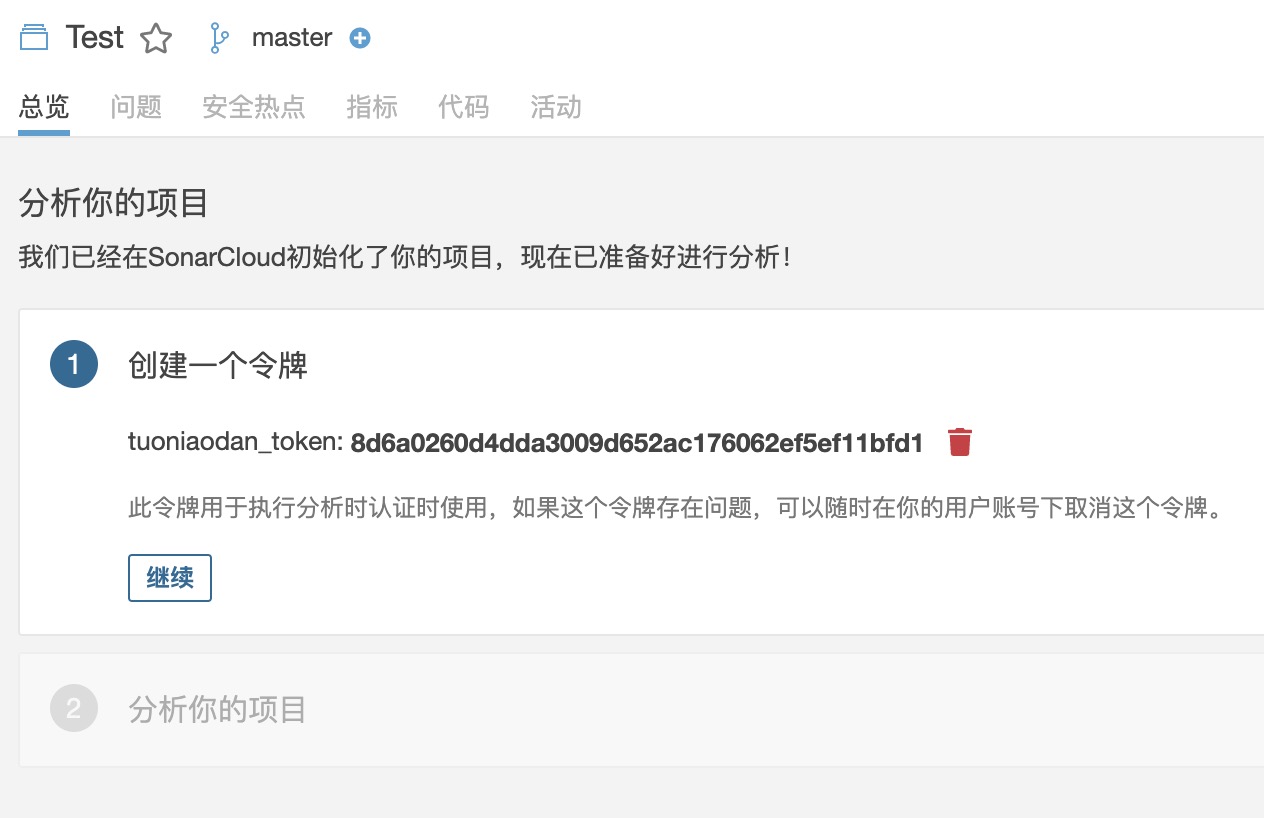 Test master
总览 问题 安全热点 指标 代码 活动
分析你的项目
我们已经在SonarCloud初始化了你的项目，现在已准备好进行分析！
1 创建一个令牌
tuoniaodan_token: 8d6a0260d4dda3009d652ac176062ef5ef11bfd1
此令牌用于执行分析时认证时使用，如果这个令牌存在问题，可以随时在你的用户账号下取消这个令牌。
继续
2 分析你的项目